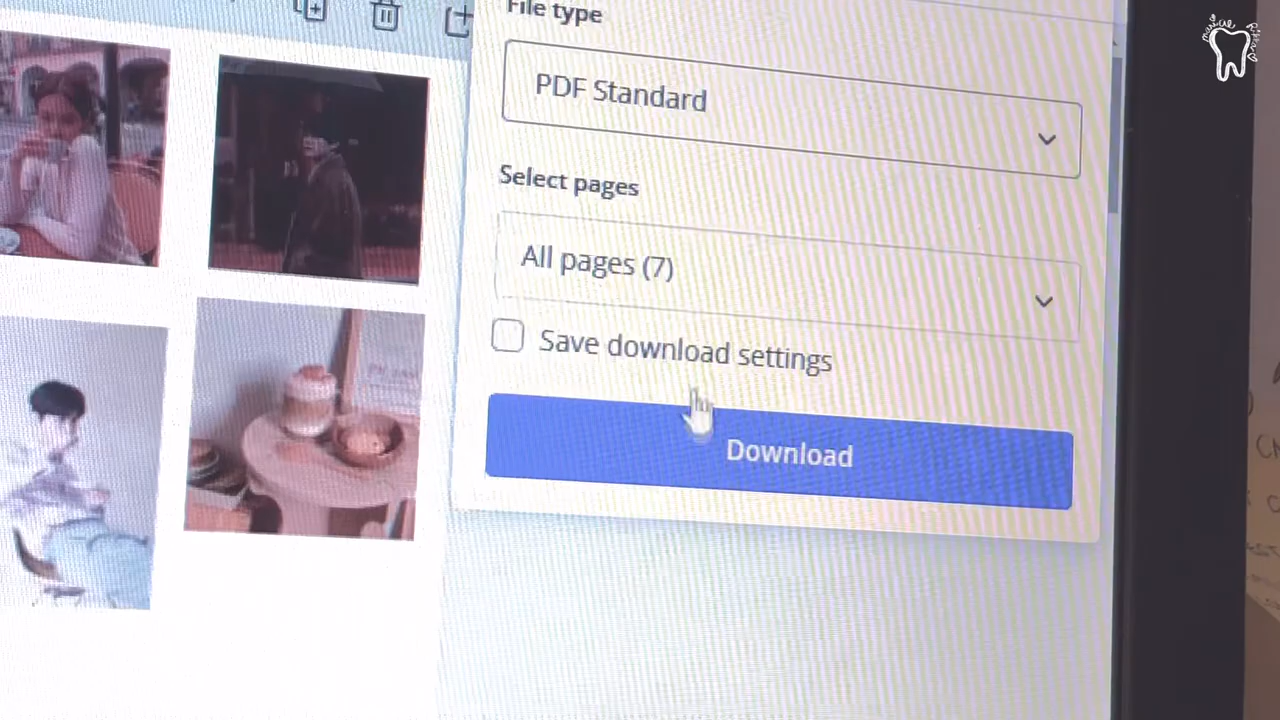 File type
PDF Standard
Select pages
All pages (7)
Save download settings
Download